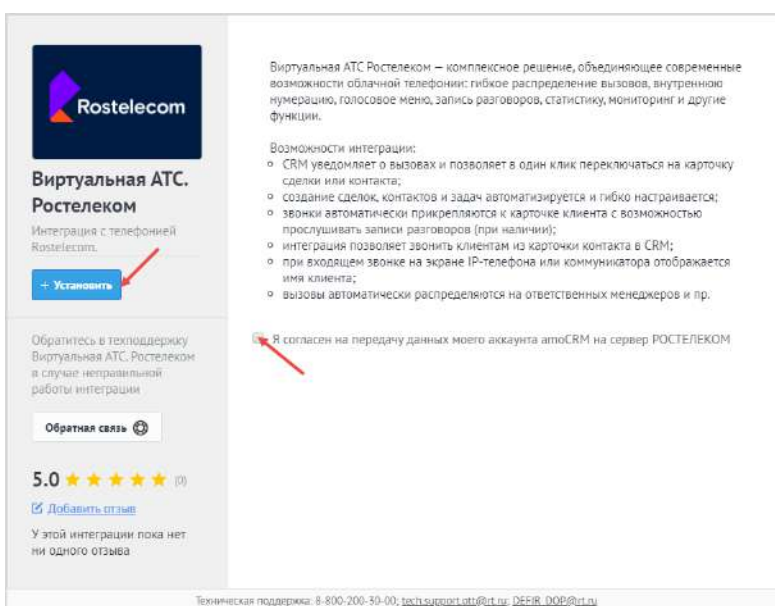 Rostelecom
Виртуальная АТС.
Ростелеком
Интеграция с телефонией
Rostelecom.
+ Установить
Обратитесь в техподдержку
Виртуальная АТС. Ростелеком
в случае неправильной
работы интеграции
Обратная связь
5.0 ★ ★ ★ ★ ★ (0)
Добавить отзыв
У этой интеграции пока нет
ни одного отзыва
Виртуальная АТС Ростелеком — комплексное решение, объединяющее современные
возможности облачной телефонии: гибкое распределение вызовов, внутреннюю
нумерацию, голосовое меню, запись разговоров, статистику, мониторинг и другие
функции.
Возможности интеграции:
CRM уведомляет о вызовах и позволяет в один клик переключаться на карточку
сделки или контакта;
создание сделок, контактов и задач автоматизируется и гибко настраивается;
звонки автоматически прикрепляются к карточке клиента с возможностью
прослушивать записи разговоров (при наличии);
интеграция позволяет звонить клиентам из карточки контакта в CRM;
при входящем звонке на экране IP-телефона или коммуникатора отображается
имя клиента;
вызовы автоматически распределяются на ответственных менеджеров и пр.
Я согласен на передачу данных моего аккаунта amoCRM на сервер РОСТЕЛЕКОМ
Техническая поддержка: 8-800-200-30-00; tech.support.ott@rt.ru; DEFIR_DOP@rt.ru